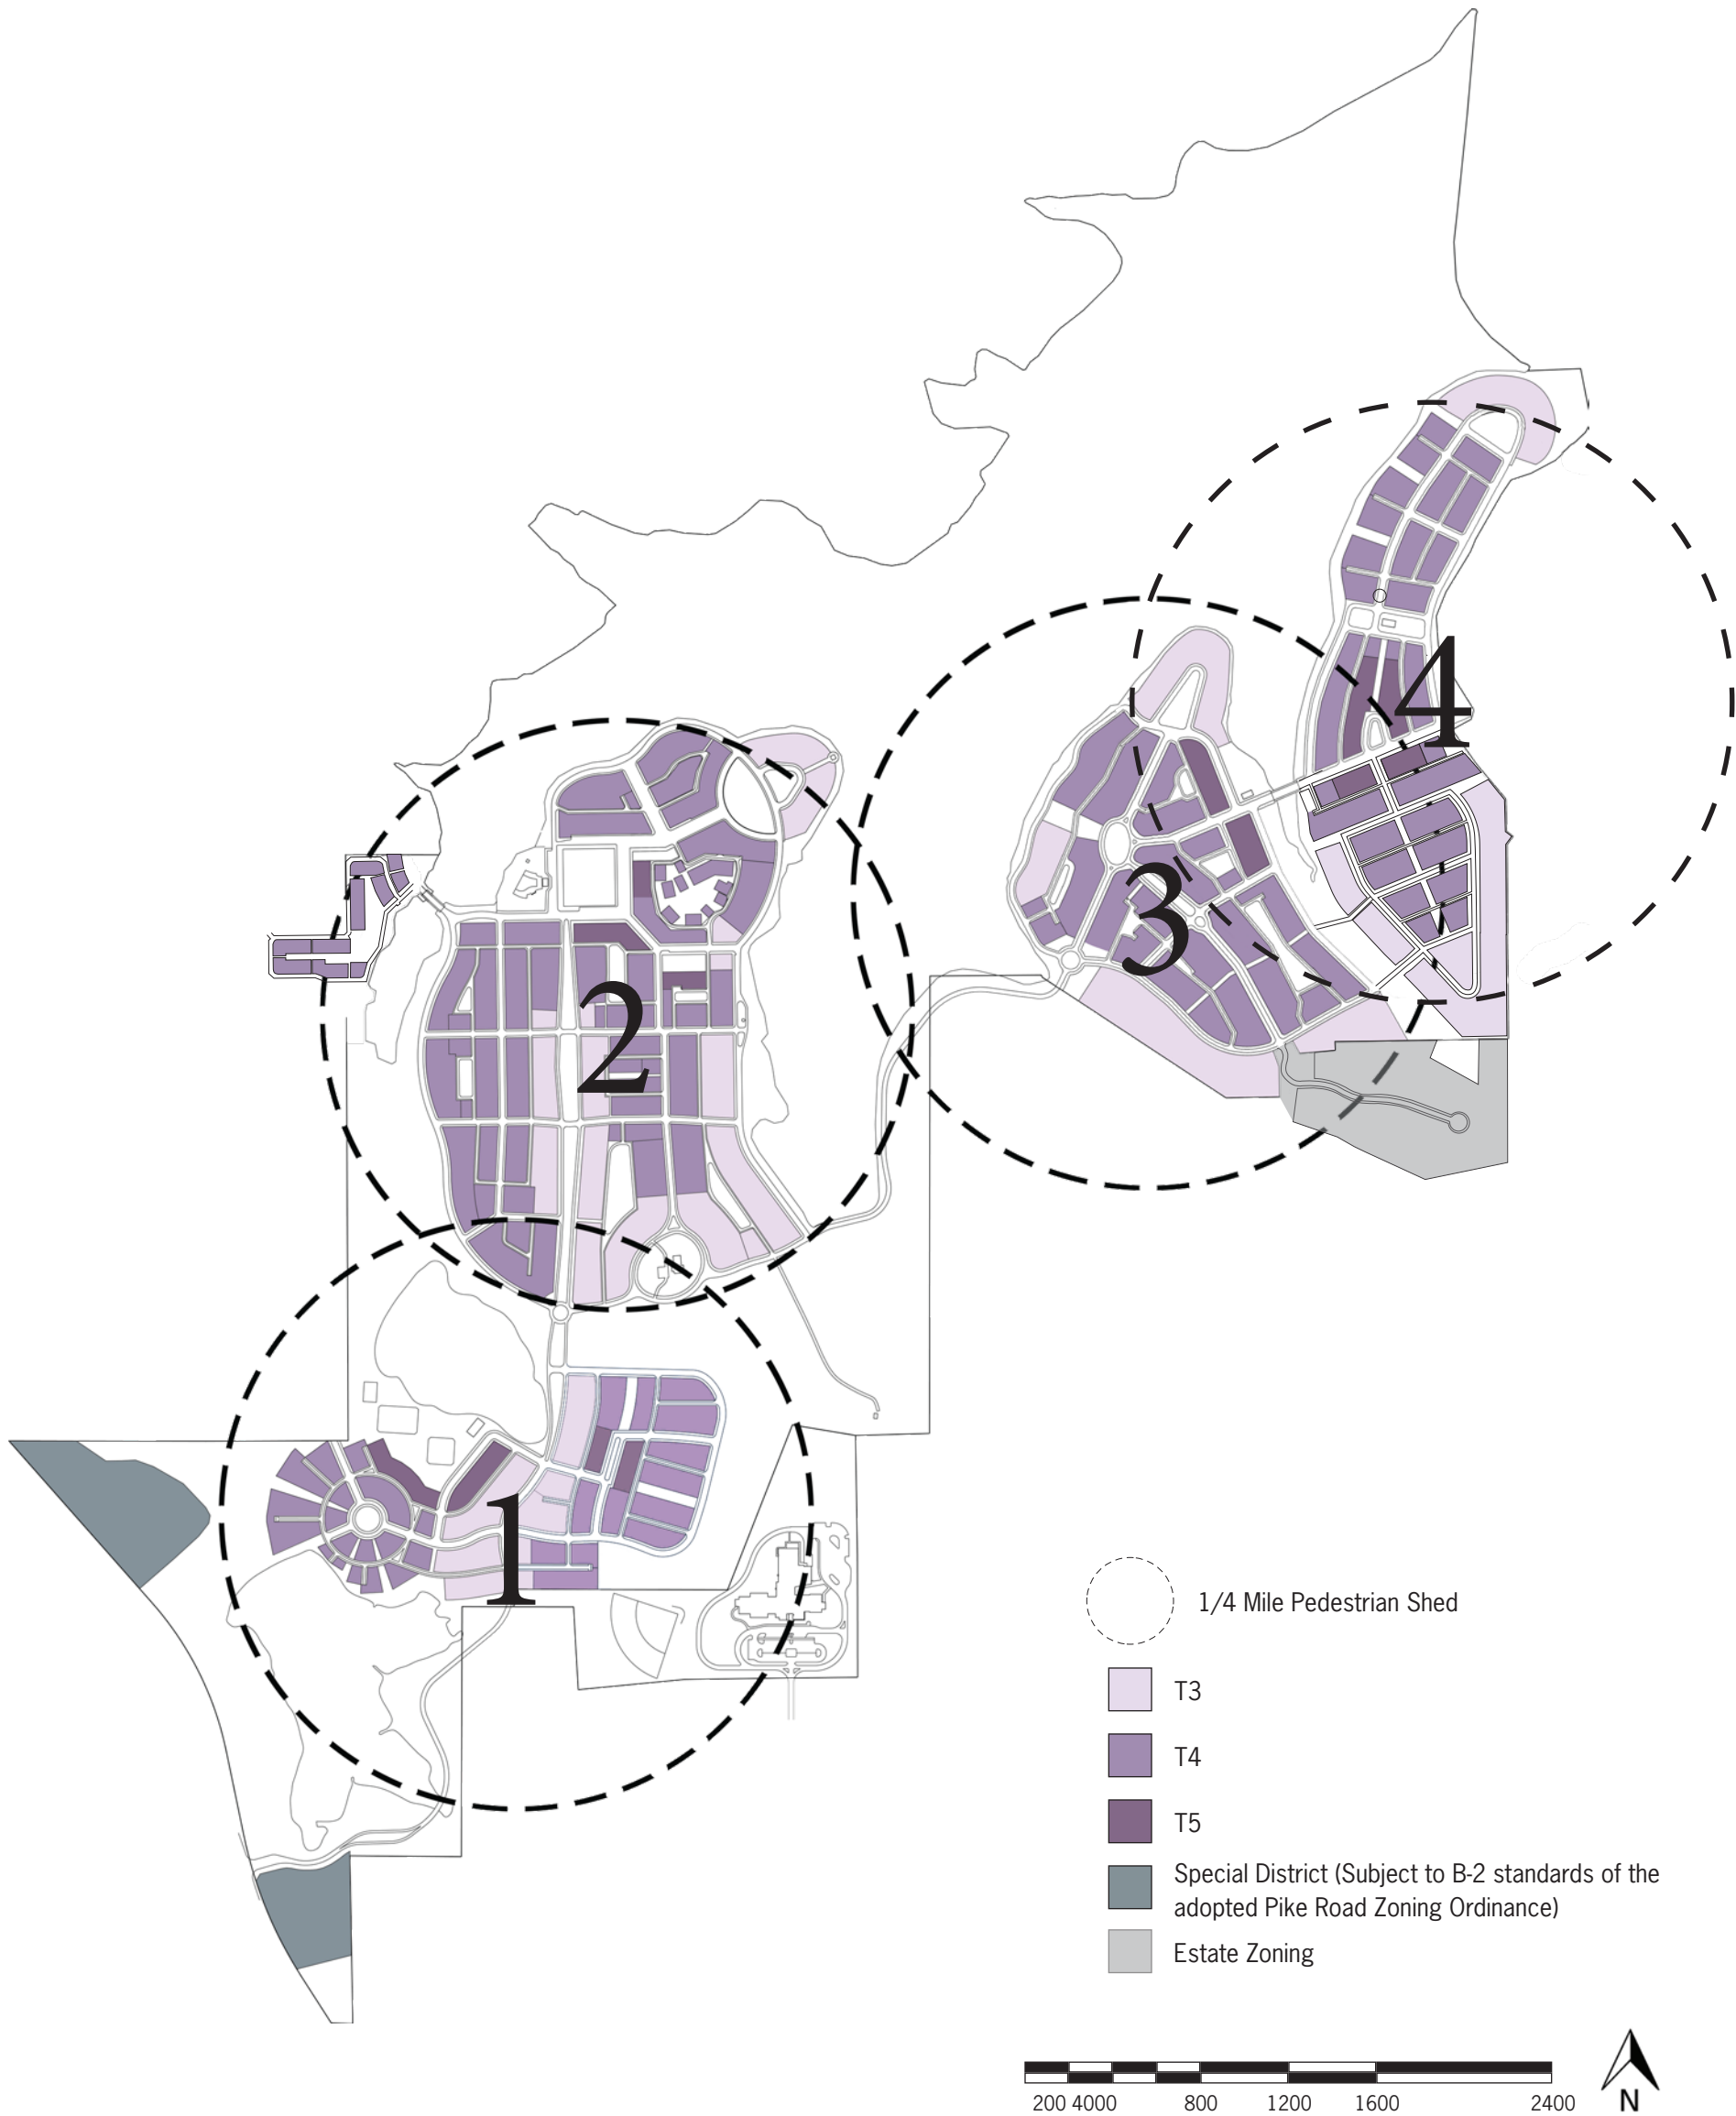 4
3
2
1
1/4 Mile Pedestrian Shed
T3
T4
T5
Special District (Subject to B-2 standards of the
adopted Pike Road Zoning Ordinance)
Estate Zoning
200 4000 800 1200 1600 2400
N